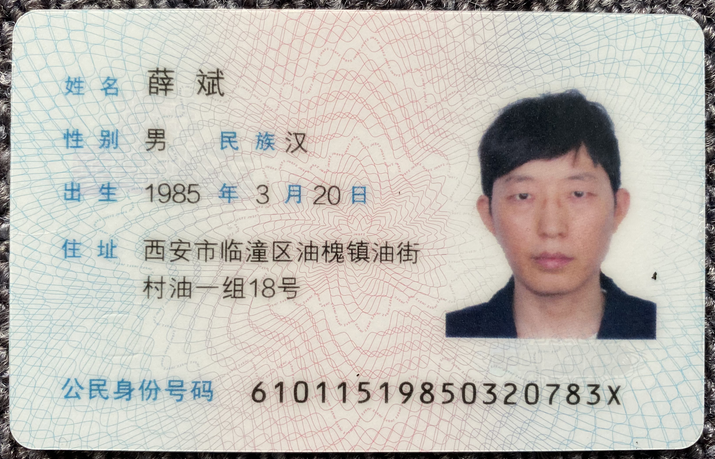 姓名 薛斌
性别 男 民族 汉
出生 1985 年 3 月 20 日
住址 西安市临潼区油槐镇油街
村油一组18号
公民身份号码 61011519850320783X